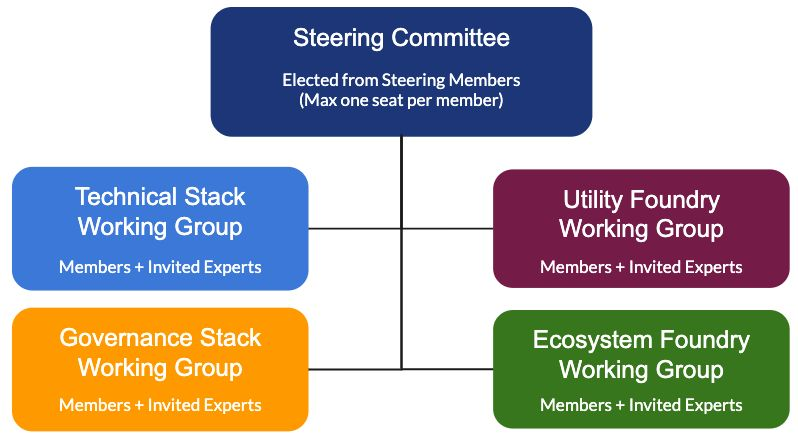 Steering Committee
Elected from Steering Members
(Max one seat per member)
Technical Stack
Working Group
Members + Invited Experts
Utility Foundry
Working Group
Members + Invited Experts
Governance Stack
Working Group
Members + Invited Experts
Ecosystem Foundry
Working Group
Members + Invited Experts